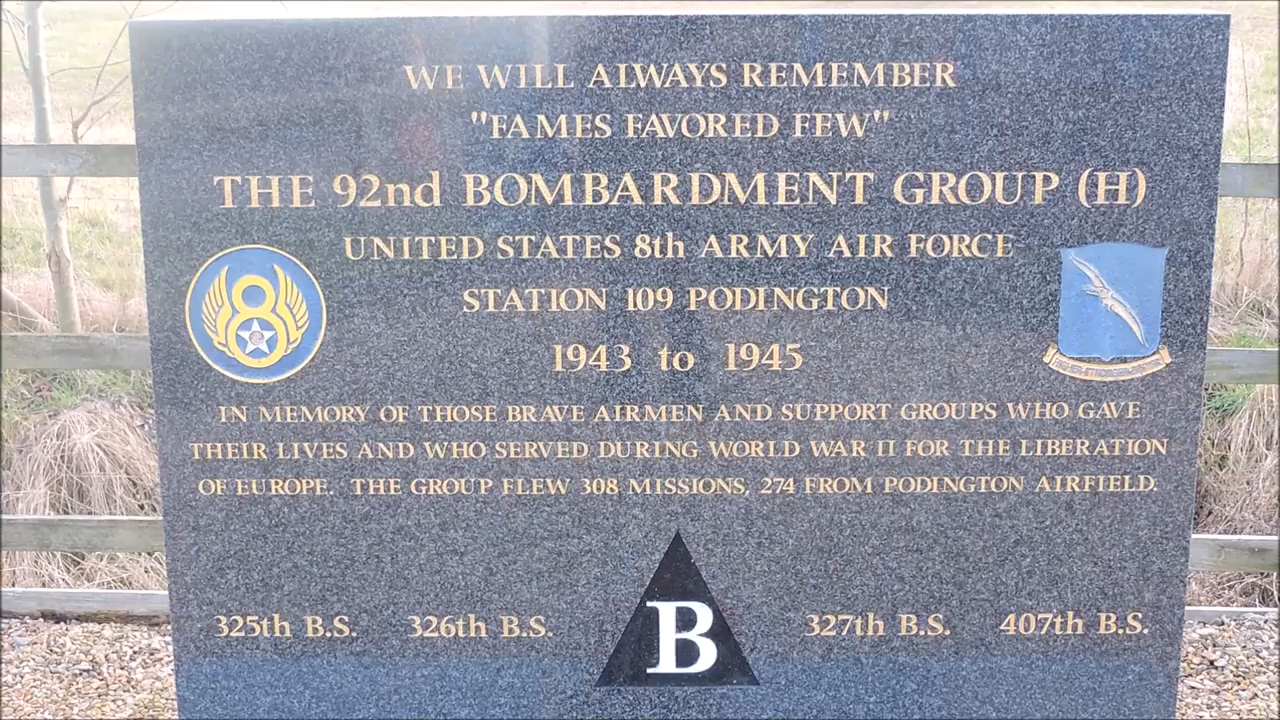 WE WILL ALWAYS REMEMBER
"FAMES FAVORED FEW"
THE 92nd BOMBARDMENT GROUP (H)
UNITED STATES 8th ARMY AIR FORCE
STATION 109 PODINGTON
1943 to 1945
IN MEMORY OF THOSE BRAVE AIRMEN AND SUPPORT GROUPS WHO GAVE
THEIR LIVES AND WHO SERVED DURING WORLD WAR II FOR THE LIBERATION
OF EUROPE. THE GROUP FLEW 308 MISSIONS, 274 FROM PODINGTON AIRFIELD.
B
325th B.S. 326th B.S. 327th B.S. 407th B.S.